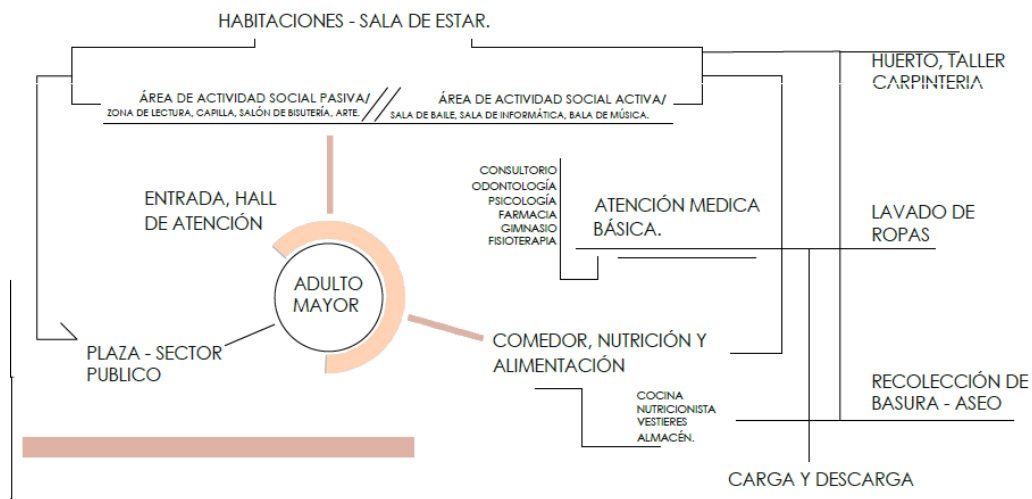 HABITACIONES - SALA DE ESTAR.
HUERTO, TALLER
CARPINTERIA
ÁREA DE ACTIVIDAD SOCIAL PASIVA/
ZONA DE LECTURA, CAPILLA, SALÓN DE BISUTERÍA, ARTE.
ÁREA DE ACTIVIDAD SOCIAL ACTIVA/
SALA DE BAILE, SALA DE INFORMÁTICA, BALA DE MÚSICA.
ENTRADA, HALL
DE ATENCIÓN
CONSULTORIO
ODONTOLOGÍA
PSICOLOGÍA
FARMACIA
GIMNASIO
FISIOTERAPIA
ATENCIÓN MEDICA
BÁSICA.
LAVADO DE
ROPAS
ADULTO
MAYOR
PLAZA - SECTOR
PUBLICO
COMEDOR, NUTRICIÓN Y
ALIMENTACIÓN
COCINA
NUTRICIONISTA
VESTIERES
ALMACÉN.
RECOLECCIÓN DE
BASURA - ASEO
CARGA Y DESCARGA